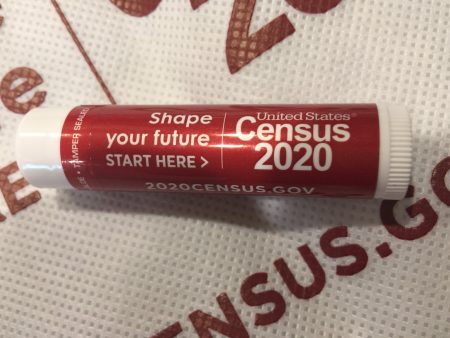 TAMPER SEALED
Shape
your future
START HERE >
United States®
Census
2020
2020CENSUS.GOV
CENSUS.GO